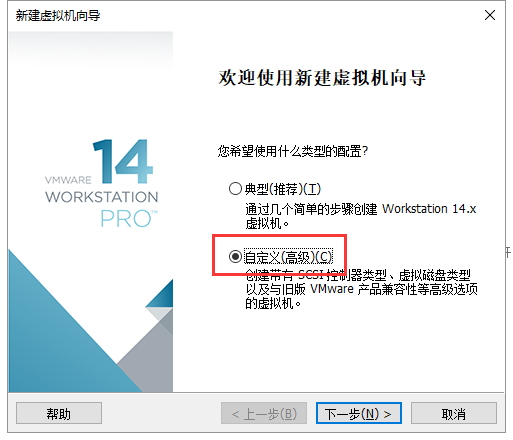 新建虚拟机向导
欢迎使用新建虚拟机向导
14
VMWARE
WORKSTATION
PRO™
您希望使用什么类型的配置?
典型(推荐)(T)
通过几个简单的步骤创建 Workstation 14.x
虚拟机。
自定义(高级)(C)
创建带有 SCSI 控制器类型、虚拟磁盘类型
以及与旧版 VMware 产品兼容性等高级选项
的虚拟机。
帮助
< 上一步(B)
下一步(N) >
取消